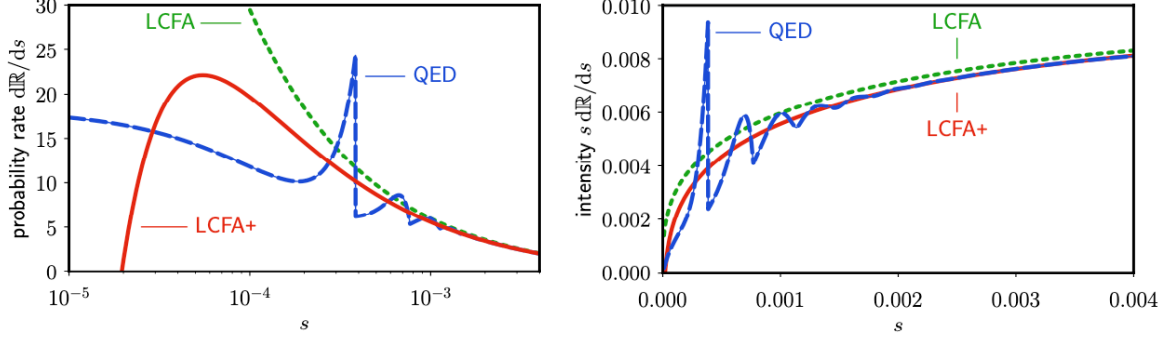 probability rate dℝ/ds
30
25
20
15
10
5
0
LCFA
QED
LCFA+
10⁻⁵
10⁻⁴
10⁻³
s
intensity s dℝ/ds
0.010
0.008
0.006
0.004
0.002
0.000
QED
LCFA
LCFA+
0.000
0.001
0.002
0.003
0.004
s